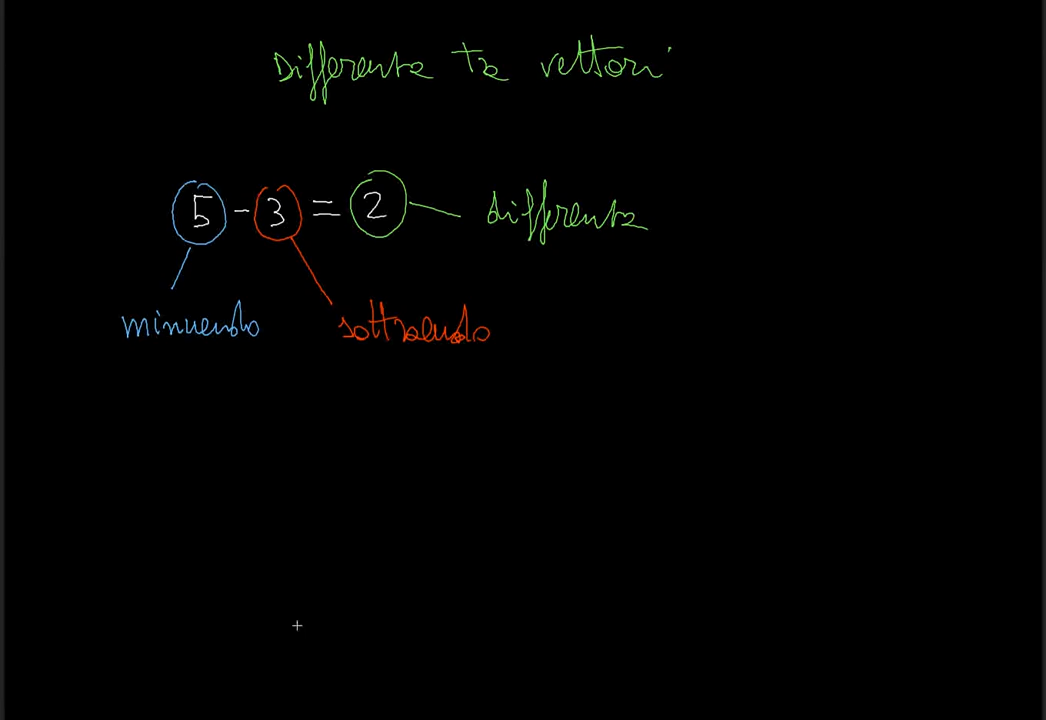 Differenza tra vettori
5 - 3 = 2 differenza
minuendo sottraendo